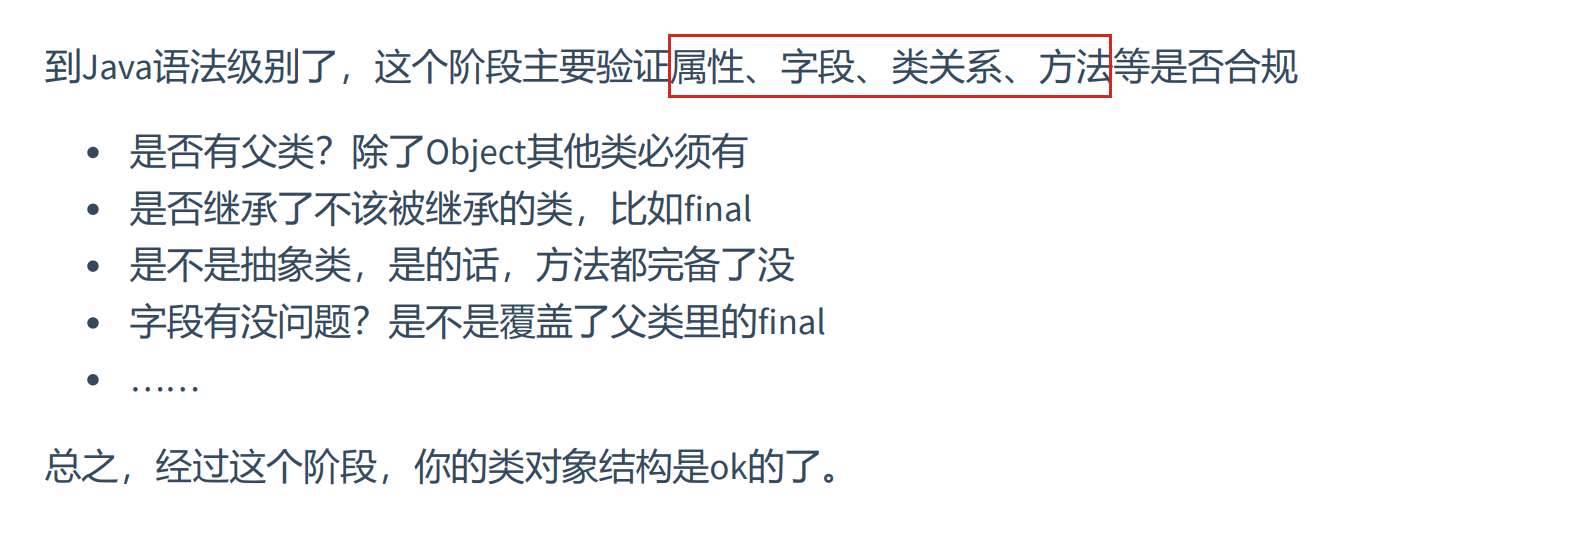 到Java语法级别了，这个阶段主要验证属性、字段、类关系、方法等是否合规
• 是否有父类？除了Object其他类必须有
• 是否继承了不该被继承的类，比如final
• 是不是抽象类，是的话，方法都完备了没
• 字段有没问题？是不是覆盖了父类里的final
• ……
总之，经过这个阶段，你的类对象结构是ok的了。